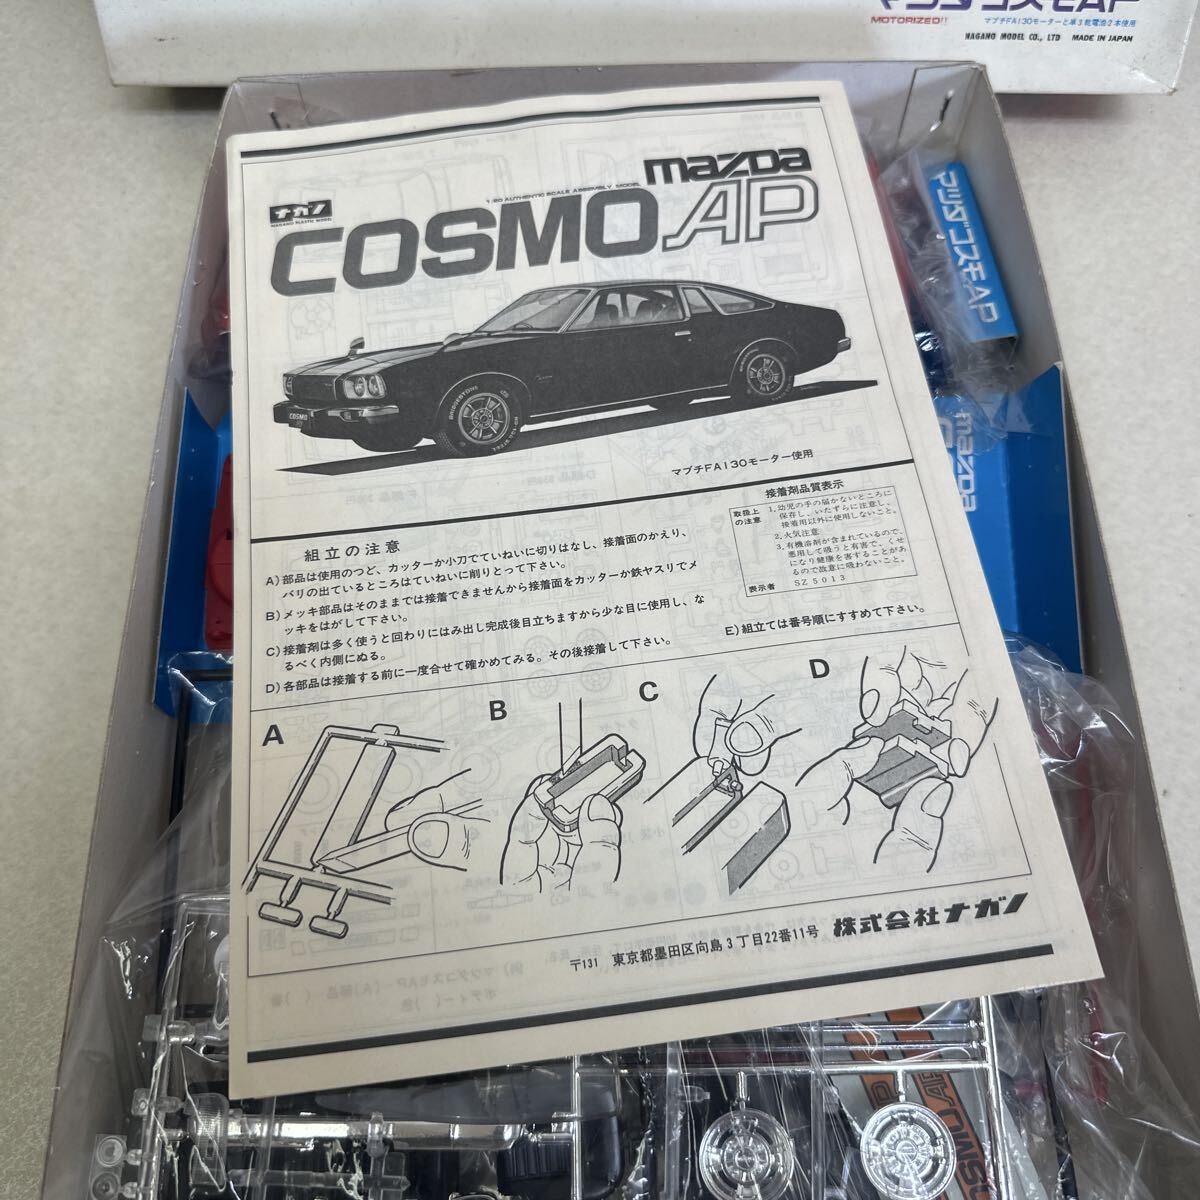 マツダコスモAP
MOTORIZED!! マブチFA130モーターと単3乾電池2本使用
NAGANO MODEL CO., LTD MADE IN JAPAN
マツダコスモAP
mazda
mazda
1/20 AUTHENTIC SCALE ASSEMBLY MODEL
ナガノ
NAGANO PLASTIC MODEL
COSMO AP
BRIDGESTONE
COSMO
マブチFA130モーター使用
接着剤品質表示
取扱上の注意
1.幼児の手の届かないところに
保存し、いたずらに注意し、
接着用以外に使用しないこと。
2.火気注意
3.有機溶剤が含まれているので、
悪用して吸うと有害で、くせ
になり健康を害することがあ
るので故意に吸わないこと。
表示者 SZ5013
組立の注意
A)部品は使用のつど、カッターか小刀でていねいに切りはなし、接着面のかえり、
バリの出ているところはていねいに削りとって下さい。
B)メッキ部品はそのままでは接着できませんから接着面をカッターか鉄ヤスリでメ
ッキをはがして下さい。
C)接着剤は多く使うと回わりにはみ出し完成後目立ちますから少な目に使用し、な
るべく内側にぬる。
D)各部品は接着する前に一度合せて確かめてみる。その後接着して下さい。
E)組立ては番号順にすすめて下さい。
A
B
C
D
〒131 東京都墨田区向島3丁目22番11号 株式会社ナガノ